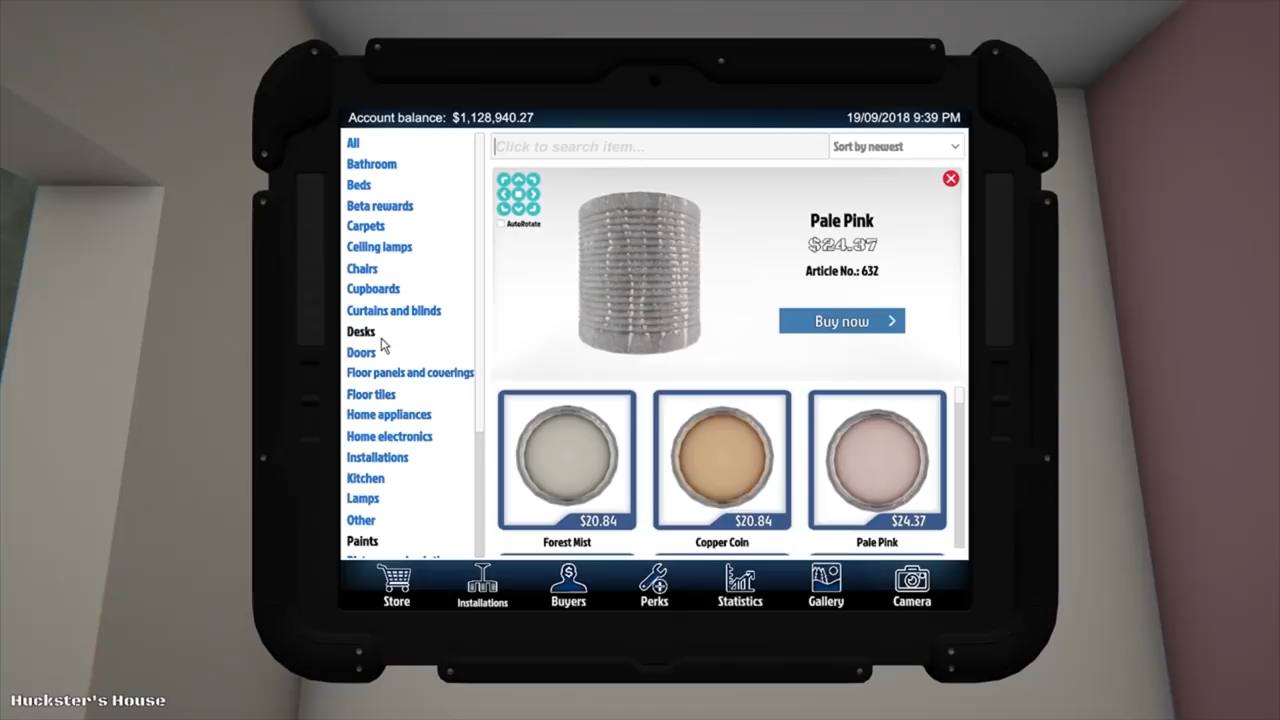 Account balance: $1,128,940.27
19/09/2018 9:39 PM
All
Bathroom
Beds
Beta rewards
Carpets
Ceiling lamps
Chairs
Cupboards
Curtains and blinds
Desks
Doors
Floor panels and coverings
Floor tiles
Home appliances
Home electronics
Installations
Kitchen
Lamps
Other
Paints
Click to search item...
Sort by newest
AutoRotate
Pale Pink
$24.37
Article No.: 632
Buy now
$20.84
$20.84
$24.37
Forest Mist
Copper Coin
Pale Pink
Store
Installations
Buyers
Perks
Statistics
Gallery
Camera
Huckster's House